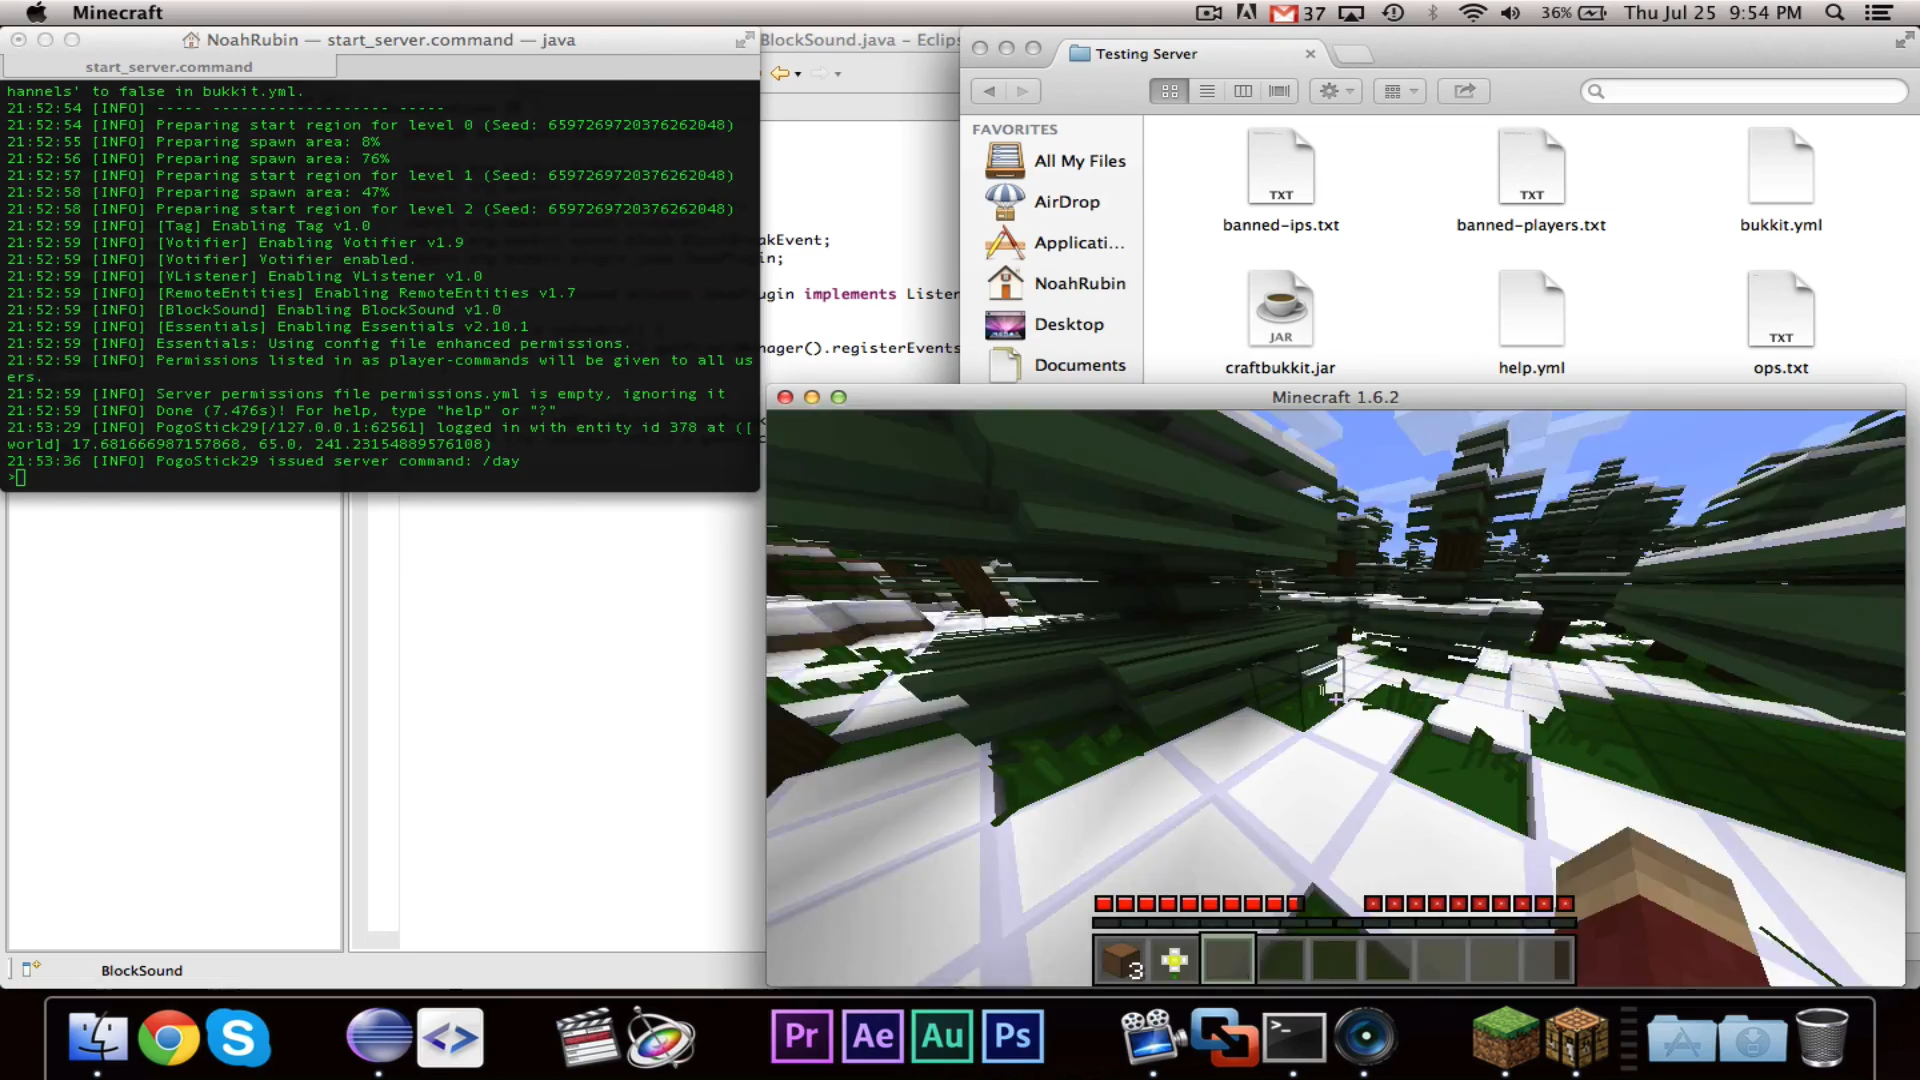 Minecraft
37
36%
Thu Jul 25 9:54 PM
NoahRubin — start_server.command — java
start_server.command
hannels' to false in bukkit.yml.
21:52:54 [INFO] ----- ------------------- -----
21:52:54 [INFO] Preparing start region for level 0 (Seed: 6597269720376262048)
21:52:55 [INFO] Preparing spawn area: 8%
21:52:56 [INFO] Preparing spawn area: 76%
21:52:57 [INFO] Preparing start region for level 1 (Seed: 6597269720376262048)
21:52:58 [INFO] Preparing spawn area: 47%
21:52:58 [INFO] Preparing start region for level 2 (Seed: 6597269720376262048)
21:52:59 [INFO] [Tag] Enabling Tag v1.0
21:52:59 [INFO] [Votifier] Enabling Votifier v1.9
21:52:59 [INFO] [Votifier] Votifier enabled.
21:52:59 [INFO] [VListener] Enabling VListener v1.0
21:52:59 [INFO] [RemoteEntities] Enabling RemoteEntities v1.7
21:52:59 [INFO] [BlockSound] Enabling BlockSound v1.0
21:52:59 [INFO] [Essentials] Enabling Essentials v2.10.1
21:52:59 [INFO] Essentials: Using config file enhanced permissions.
21:52:59 [INFO] Permissions listed in as player-commands will be given to all us
ers.
21:52:59 [INFO] Server permissions file permissions.yml is empty, ignoring it
21:52:59 [INFO] Done (7.476s)! For help, type "help" or "?"
21:53:29 [INFO] PogoStick29[/127.0.0.1:62561] logged in with entity id 378 at ([
world] 17.681666987157868, 65.0, 241.23154889576108)
21:53:36 [INFO] PogoStick29 issued server command: /day
>
BlockSound.java – Eclips
akEvent;
n;
ugin implements Listen
nager().registerEvents
BlockSound
Testing Server
FAVORITES
All My Files
AirDrop
Applicati...
NoahRubin
Desktop
Documents
TXT
banned-ips.txt
TXT
banned-players.txt
bukkit.yml
JAR
craftbukkit.jar
help.yml
TXT
ops.txt
Minecraft 1.6.2
3
Pr
Ae
Au
Ps